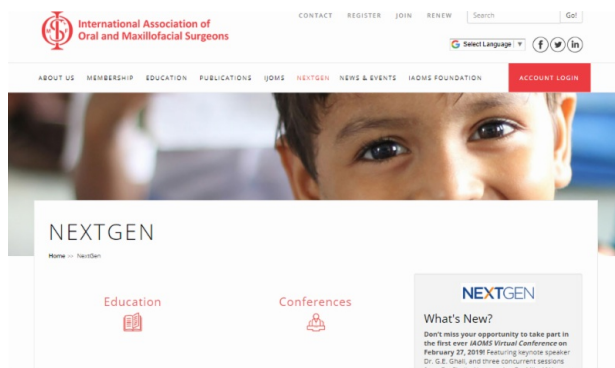 International Association of
Oral and Maxillofacial Surgeons
CONTACT REGISTER JOIN RENEW Search Go!
Select Language
ABOUT US MEMBERSHIP EDUCATION PUBLICATIONS IJOMS NEXTGEN NEWS & EVENTS IAOMS FOUNDATION ACCOUNT LOGIN
NEXTGEN
Home >> NextGen
Education
Conferences
NEXTGEN
What's New?
Don't miss your opportunity to take part in
the first ever IAOMS Virtual Conference on
February 27, 2019! Featuring keynote speaker
Dr. G.E. Ghali, and three concurrent sessions